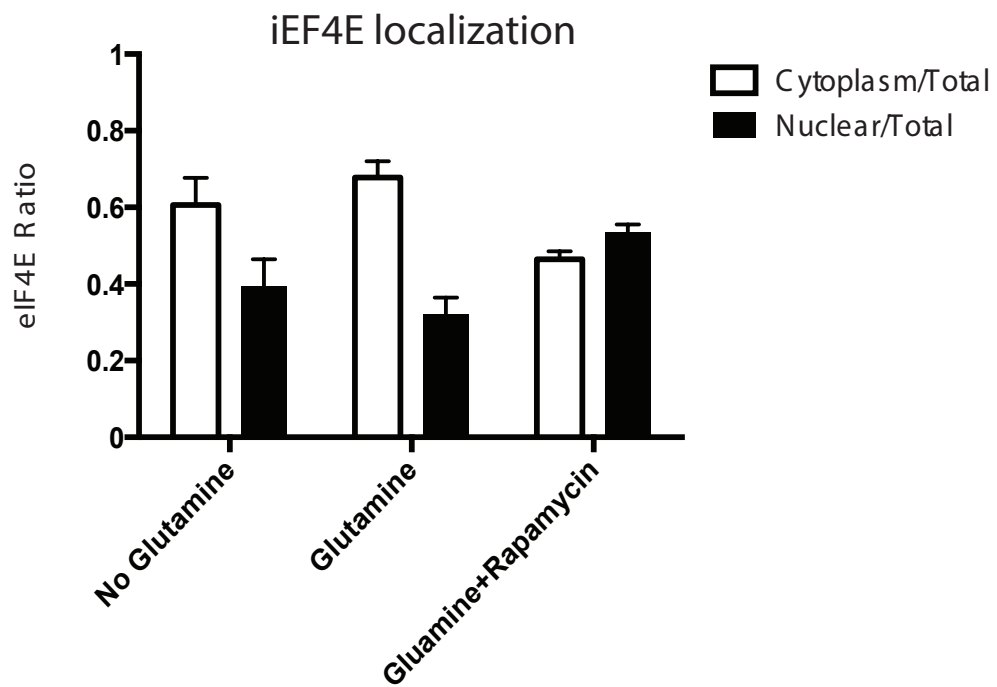 iEF4E localization
Cytoplasm/Total
Nuclear/Total
eIF4E Ratio
1
0.8
0.6
0.4
0.2
0
No Glutamine
Glutamine
Gluamine+Rapamycin